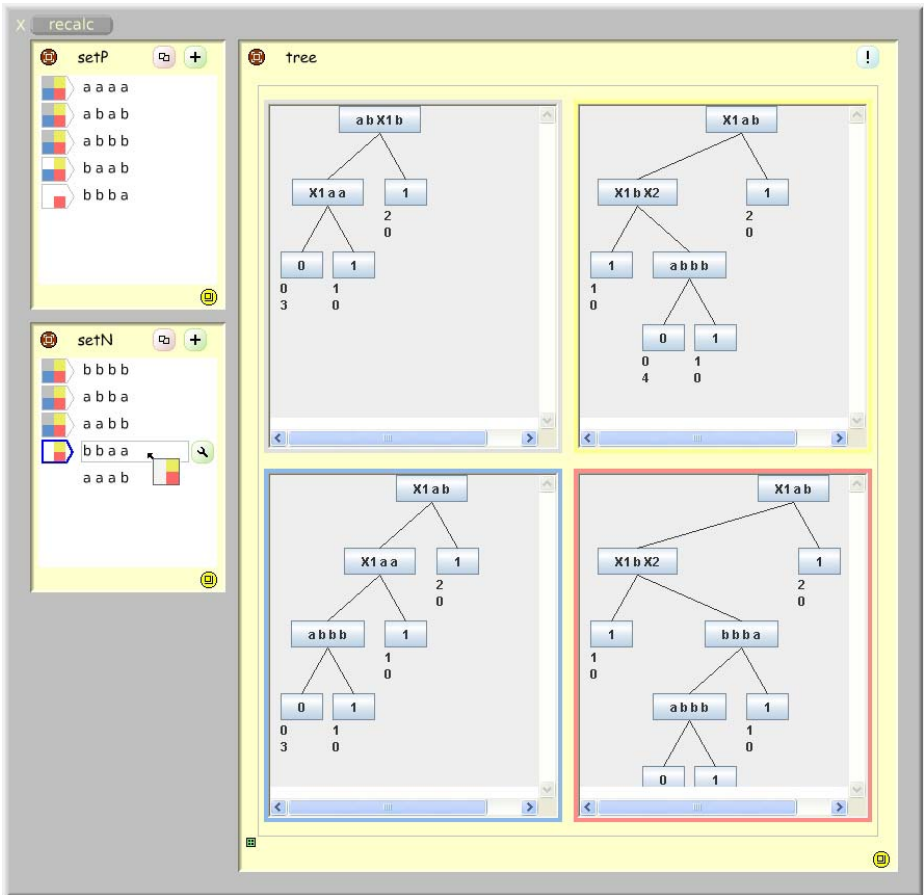 X recalc
setP
a a a a
a b a b
a b b b
b a a b
b b b a
setN
b b b b
a b b a
a a b b
b b a a
a a a b
tree
!
a b X1 b
X1 a a
1
2
0
0
1
0
1
3
0
X1 a b
X1 b X2
1
2
0
1
a b b b
1
0
0
1
0
1
4
0
X1 a b
X1 a a
1
2
0
a b b b
1
1
0
0
1
0
1
3
0
X1 a b
X1 b X2
1
2
0
1
b b b a
1
0
a b b b
1
1
0
0
1